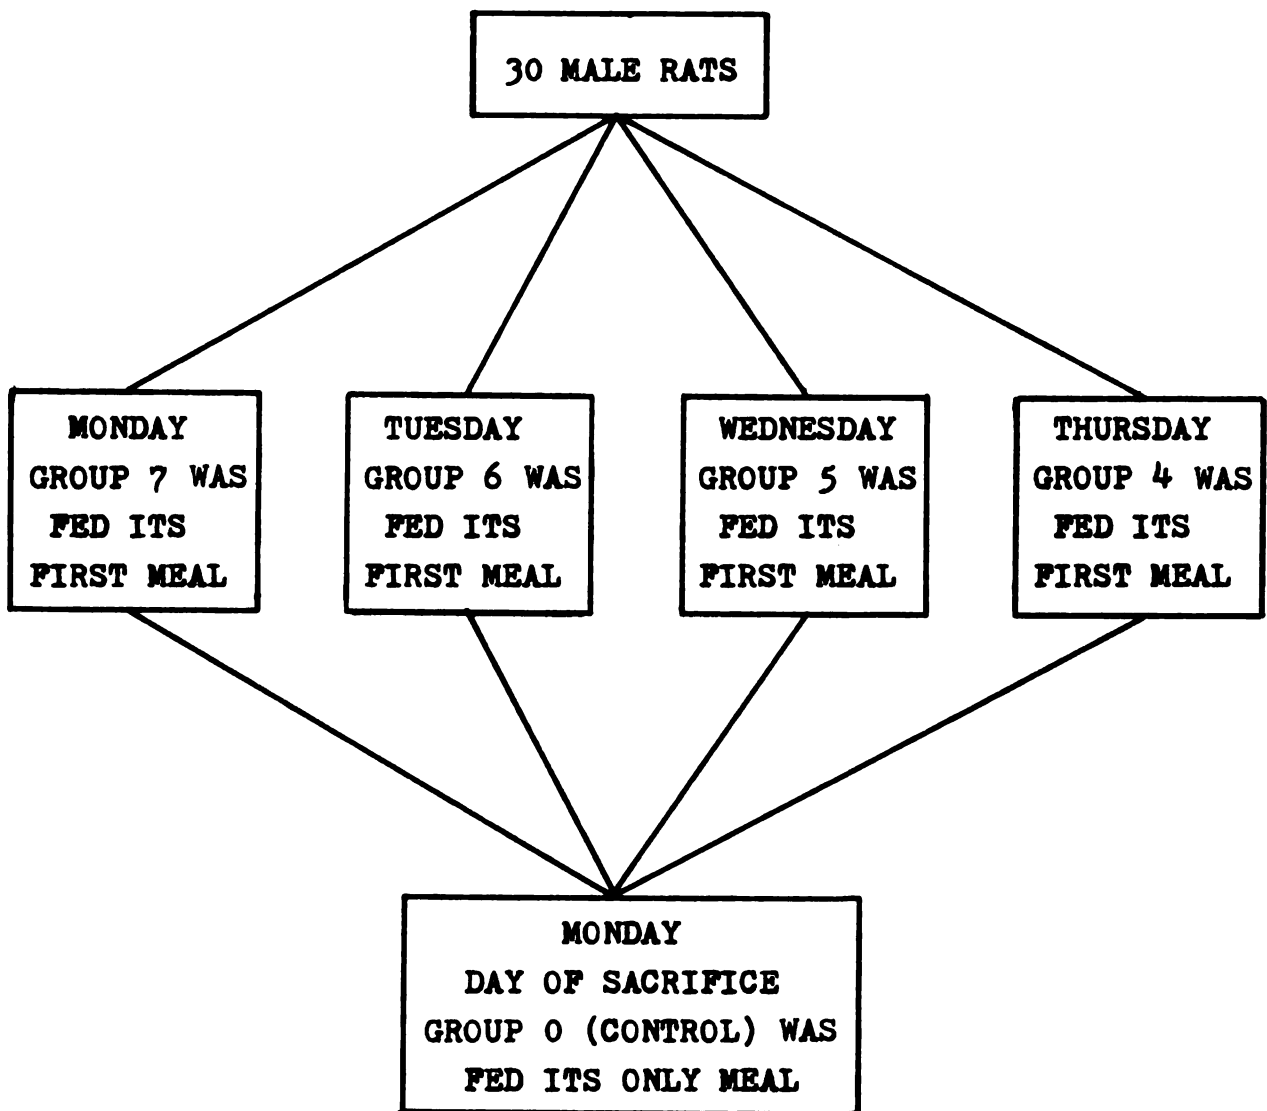 30 MALE RATS
MONDAY
GROUP 7 WAS
FED ITS
FIRST MEAL
TUESDAY
GROUP 6 WAS
FED ITS
FIRST MEAL
WEDNESDAY
GROUP 5 WAS
FED ITS
FIRST MEAL
THURSDAY
GROUP 4 WAS
FED ITS
FIRST MEAL
MONDAY
DAY OF SACRIFICE
GROUP 0 (CONTROL) WAS
FED ITS ONLY MEAL